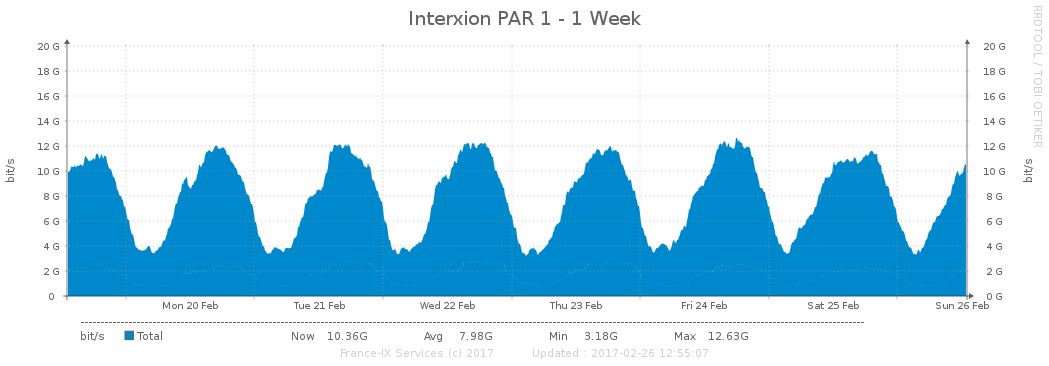 Interxion PAR 1 - 1 Week
RRDTOOL / TOBI OETIKER
bit/s
20 G 20 G
18 G 18 G
16 G 16 G
14 G 14 G
12 G 12 G
10 G 10 G
8 G 8 G
6 G 6 G
4 G 4 G
2 G 2 G
0 0 G
bit/s
Mon 20 Feb Tue 21 Feb Wed 22 Feb Thu 23 Feb Fri 24 Feb Sat 25 Feb Sun 26 Feb
bit/s Total Now 10.36G Avg 7.98G Min 3.18G Max 12.63G
France-IX Services (c) 2017 Updated : 2017-02-26 12:55:07